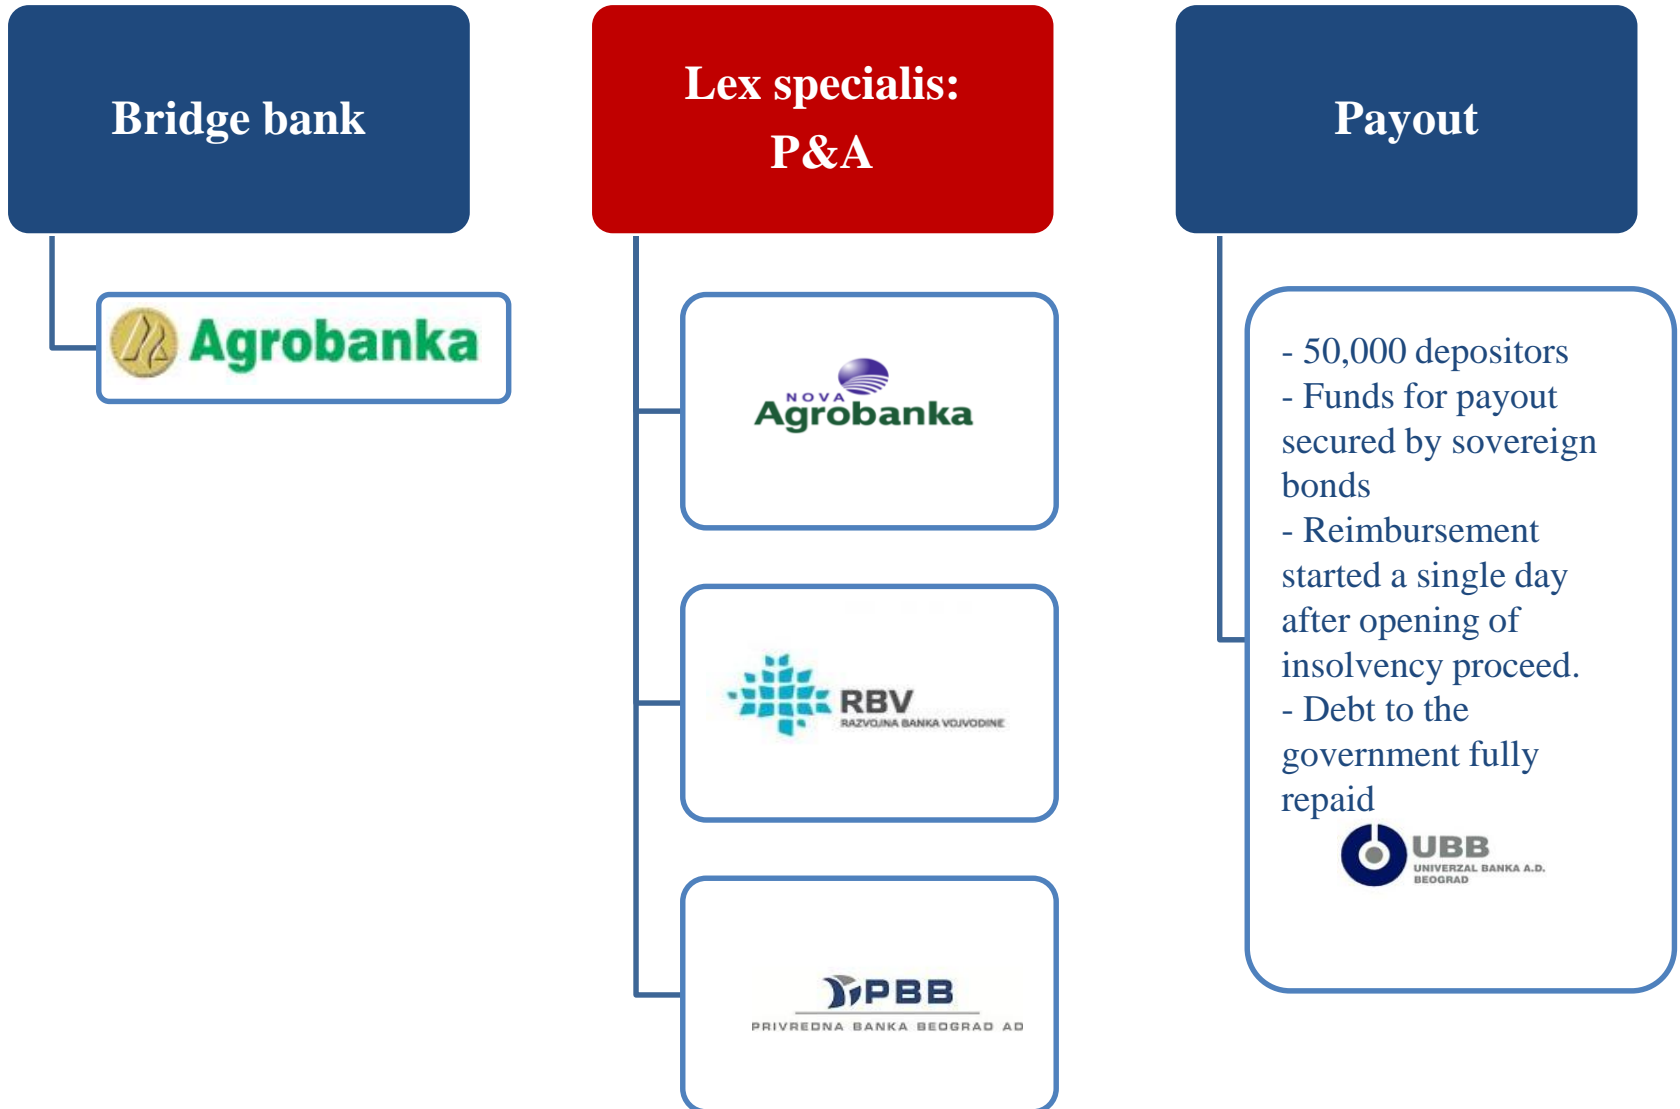 Bridge bank
Agrobanka
Lex specialis:
P&A
NOVA
Agrobanka
RBV
RAZVOJNA BANKA VOJVODINE
PBB
PRIVREDNA BANKA BEOGRAD AD
Payout
- 50,000 depositors
- Funds for payout
secured by sovereign
bonds
- Reimbursement
started a single day
after opening of
insolvency proceed.
- Debt to the
government fully
repaid
UBB
UNIVERZAL BANKA A.D.
BEOGRAD